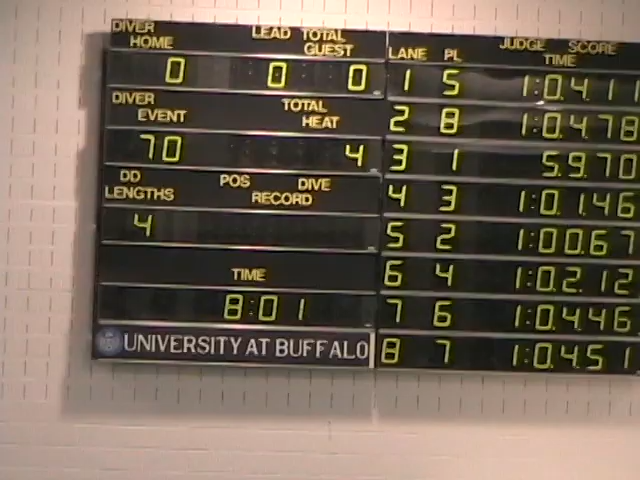 DIVER LEAD TOTAL
HOME GUEST
0 0 0
DIVER TOTAL
EVENT HEAT
70 4
DD POS DIVE
LENGTHS RECORD
4
TIME
8:01
UNIVERSITY AT BUFFALO
JUDGE SCORE
LANE PL TIME
1 5 1:04.11
2 8 1:04.78
3 1 59.70
4 3 1:01.46
5 2 1:00.67
6 4 1:02.12
7 6 1:04.46
8 7 1:04.51